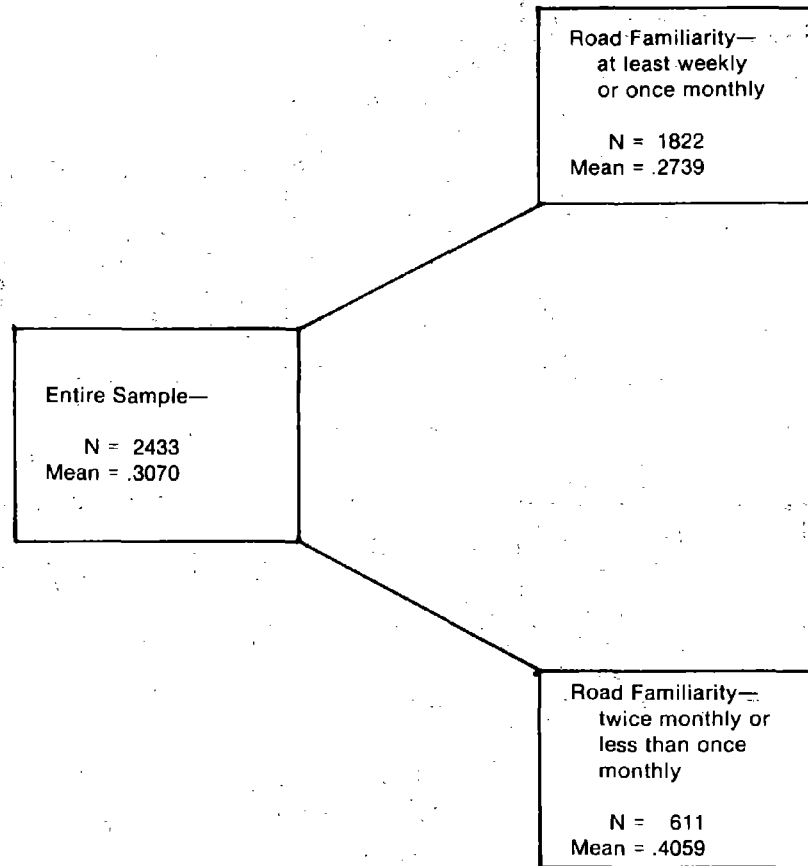 Road Familiarity—
at least weekly
or once monthly
N = 1822
Mean = .2739
Entire Sample—
N = 2433
Mean = .3070
Road Familiarity—
twice monthly or
less than once
monthly
N = 611
Mean = .4059